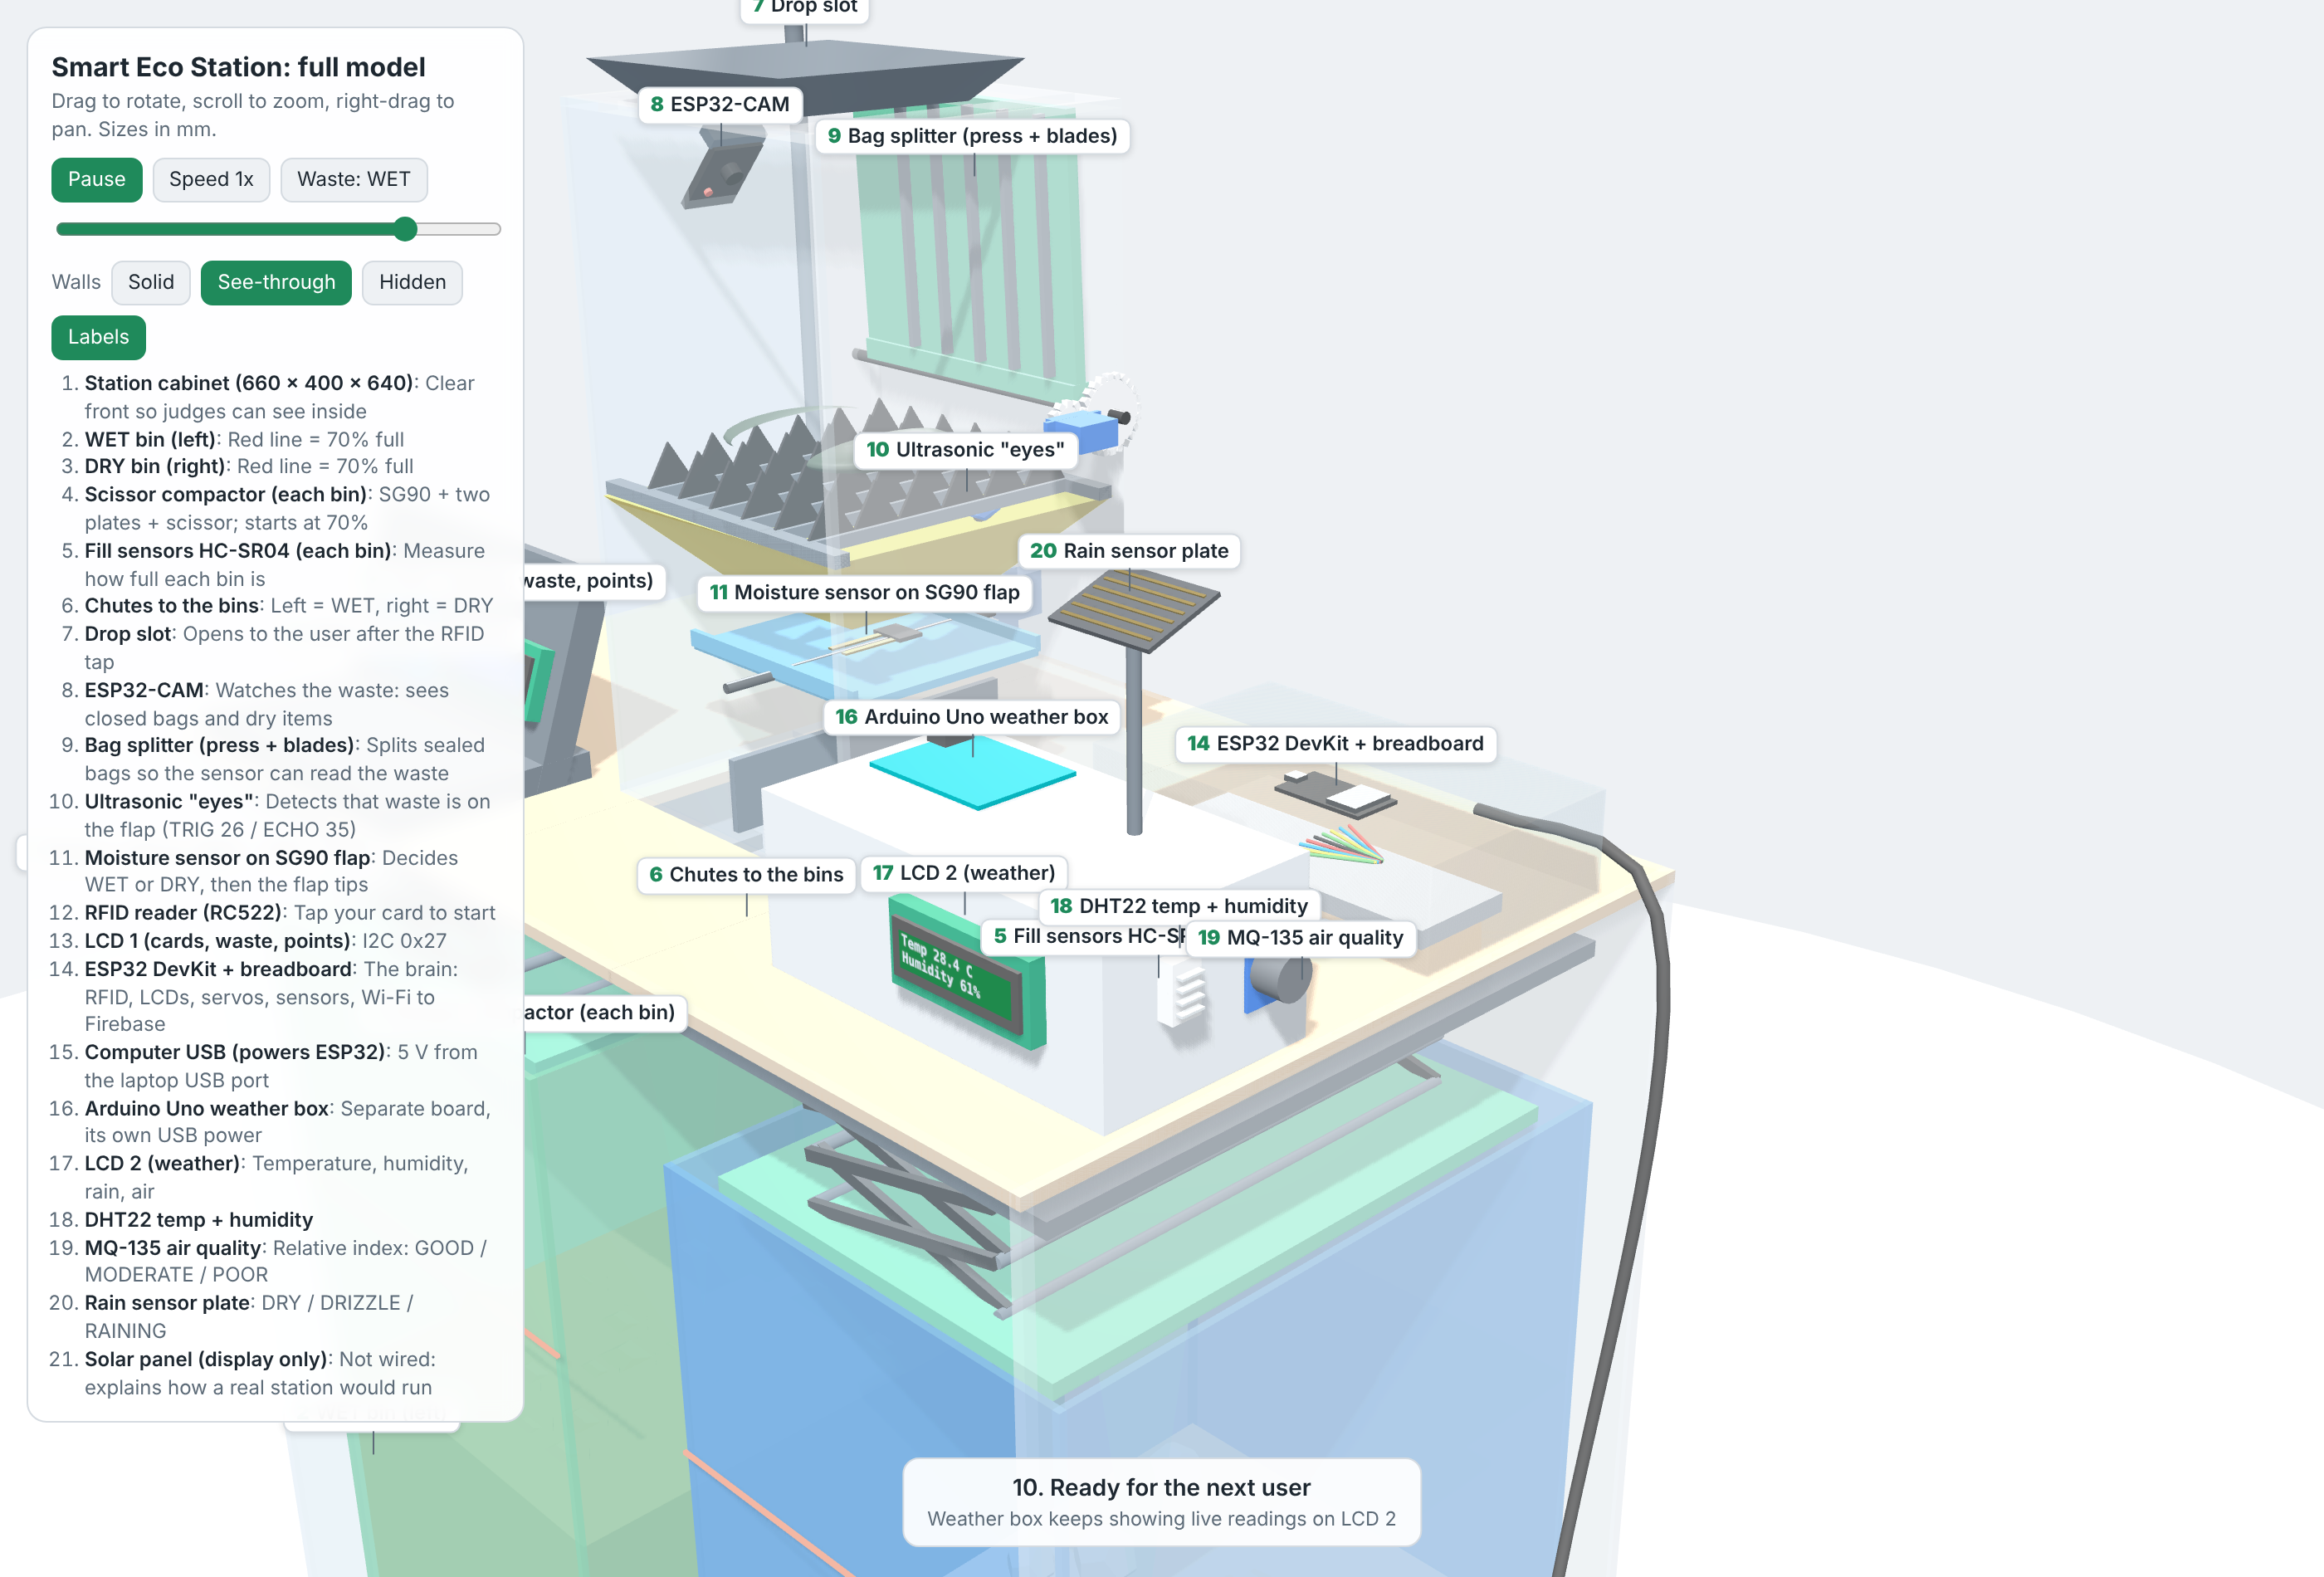 Smart Eco Station: full model
Drag to rotate, scroll to zoom, right-drag to
pan. Sizes in mm.
Pause
Speed 1x
Waste: WET
Walls
Solid
See-through
Hidden
Labels
1. Station cabinet (660 × 400 × 640): Clear
front so judges can see inside
2. WET bin (left): Red line = 70% full
3. DRY bin (right): Red line = 70% full
4. Scissor compactor (each bin): SG90 + two
plates + scissor; starts at 70%
5. Fill sensors HC-SR04 (each bin): Measure
how full each bin is
6. Chutes to the bins: Left = WET, right = DRY
7. Drop slot: Opens to the user after the RFID
tap
8. ESP32-CAM: Watches the waste: sees
closed bags and dry items
9. Bag splitter (press + blades): Splits sealed
bags so the sensor can read the waste
10. Ultrasonic "eyes": Detects that waste is on
the flap (TRIG 26 / ECHO 35)
11. Moisture sensor on SG90 flap: Decides
WET or DRY, then the flap tips
12. RFID reader (RC522): Tap your card to start
13. LCD 1 (cards, waste, points): I2C 0x27
14. ESP32 DevKit + breadboard: The brain:
RFID, LCDs, servos, sensors, Wi-Fi to
Firebase
15. Computer USB (powers ESP32): 5 V from
the laptop USB port
16. Arduino Uno weather box: Separate board,
its own USB power
17. LCD 2 (weather): Temperature, humidity,
rain, air
18. DHT22 temp + humidity
19. MQ-135 air quality: Relative index: GOOD /
MODERATE / POOR
20. Rain sensor plate: DRY / DRIZZLE /
RAINING
21. Solar panel (display only): Not wired:
explains how a real station would run
7 Drop slot
8 ESP32-CAM
9 Bag splitter (press + blades)
10 Ultrasonic "eyes"
20 Rain sensor plate
waste, points)
11 Moisture sensor on SG90 flap
16 Arduino Uno weather box
14 ESP32 DevKit + breadboard
6 Chutes to the bins
17 LCD 2 (weather)
18 DHT22 temp + humidity
5 Fill sensors
19 MQ-135 air quality
Temp 28.4 C
Humidity 61%
(each bin)
10. Ready for the next user
Weather box keeps showing live readings on LCD 2